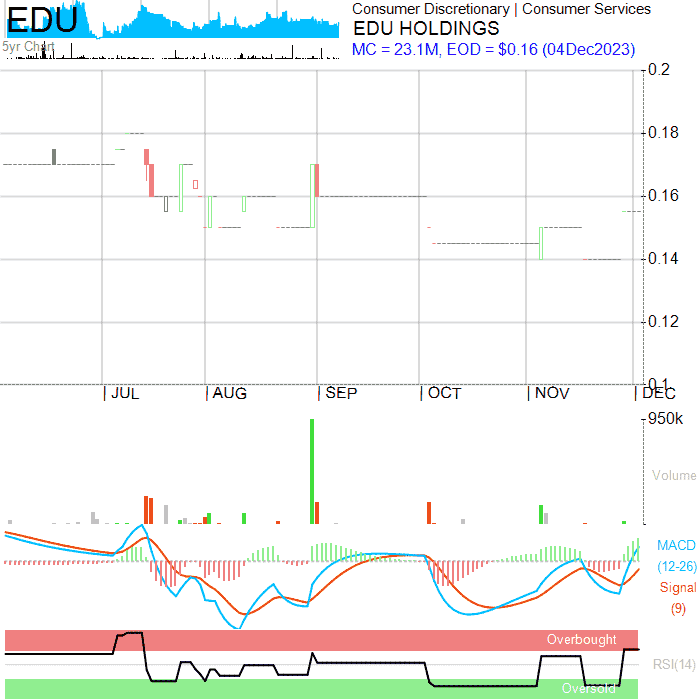 EDU
Consumer Discretionary | Consumer Services
EDU HOLDINGS
MC = 23.1M, EOD = $0.16 (04Dec2023)
5yr Chart
0.2
0.18
0.16
0.14
0.12
0.1
JUL AUG SEP OCT NOV DEC
950k
Volume
MACD
(12-26)
Signal
(9)
Overbought
RSI(14)
Oversold